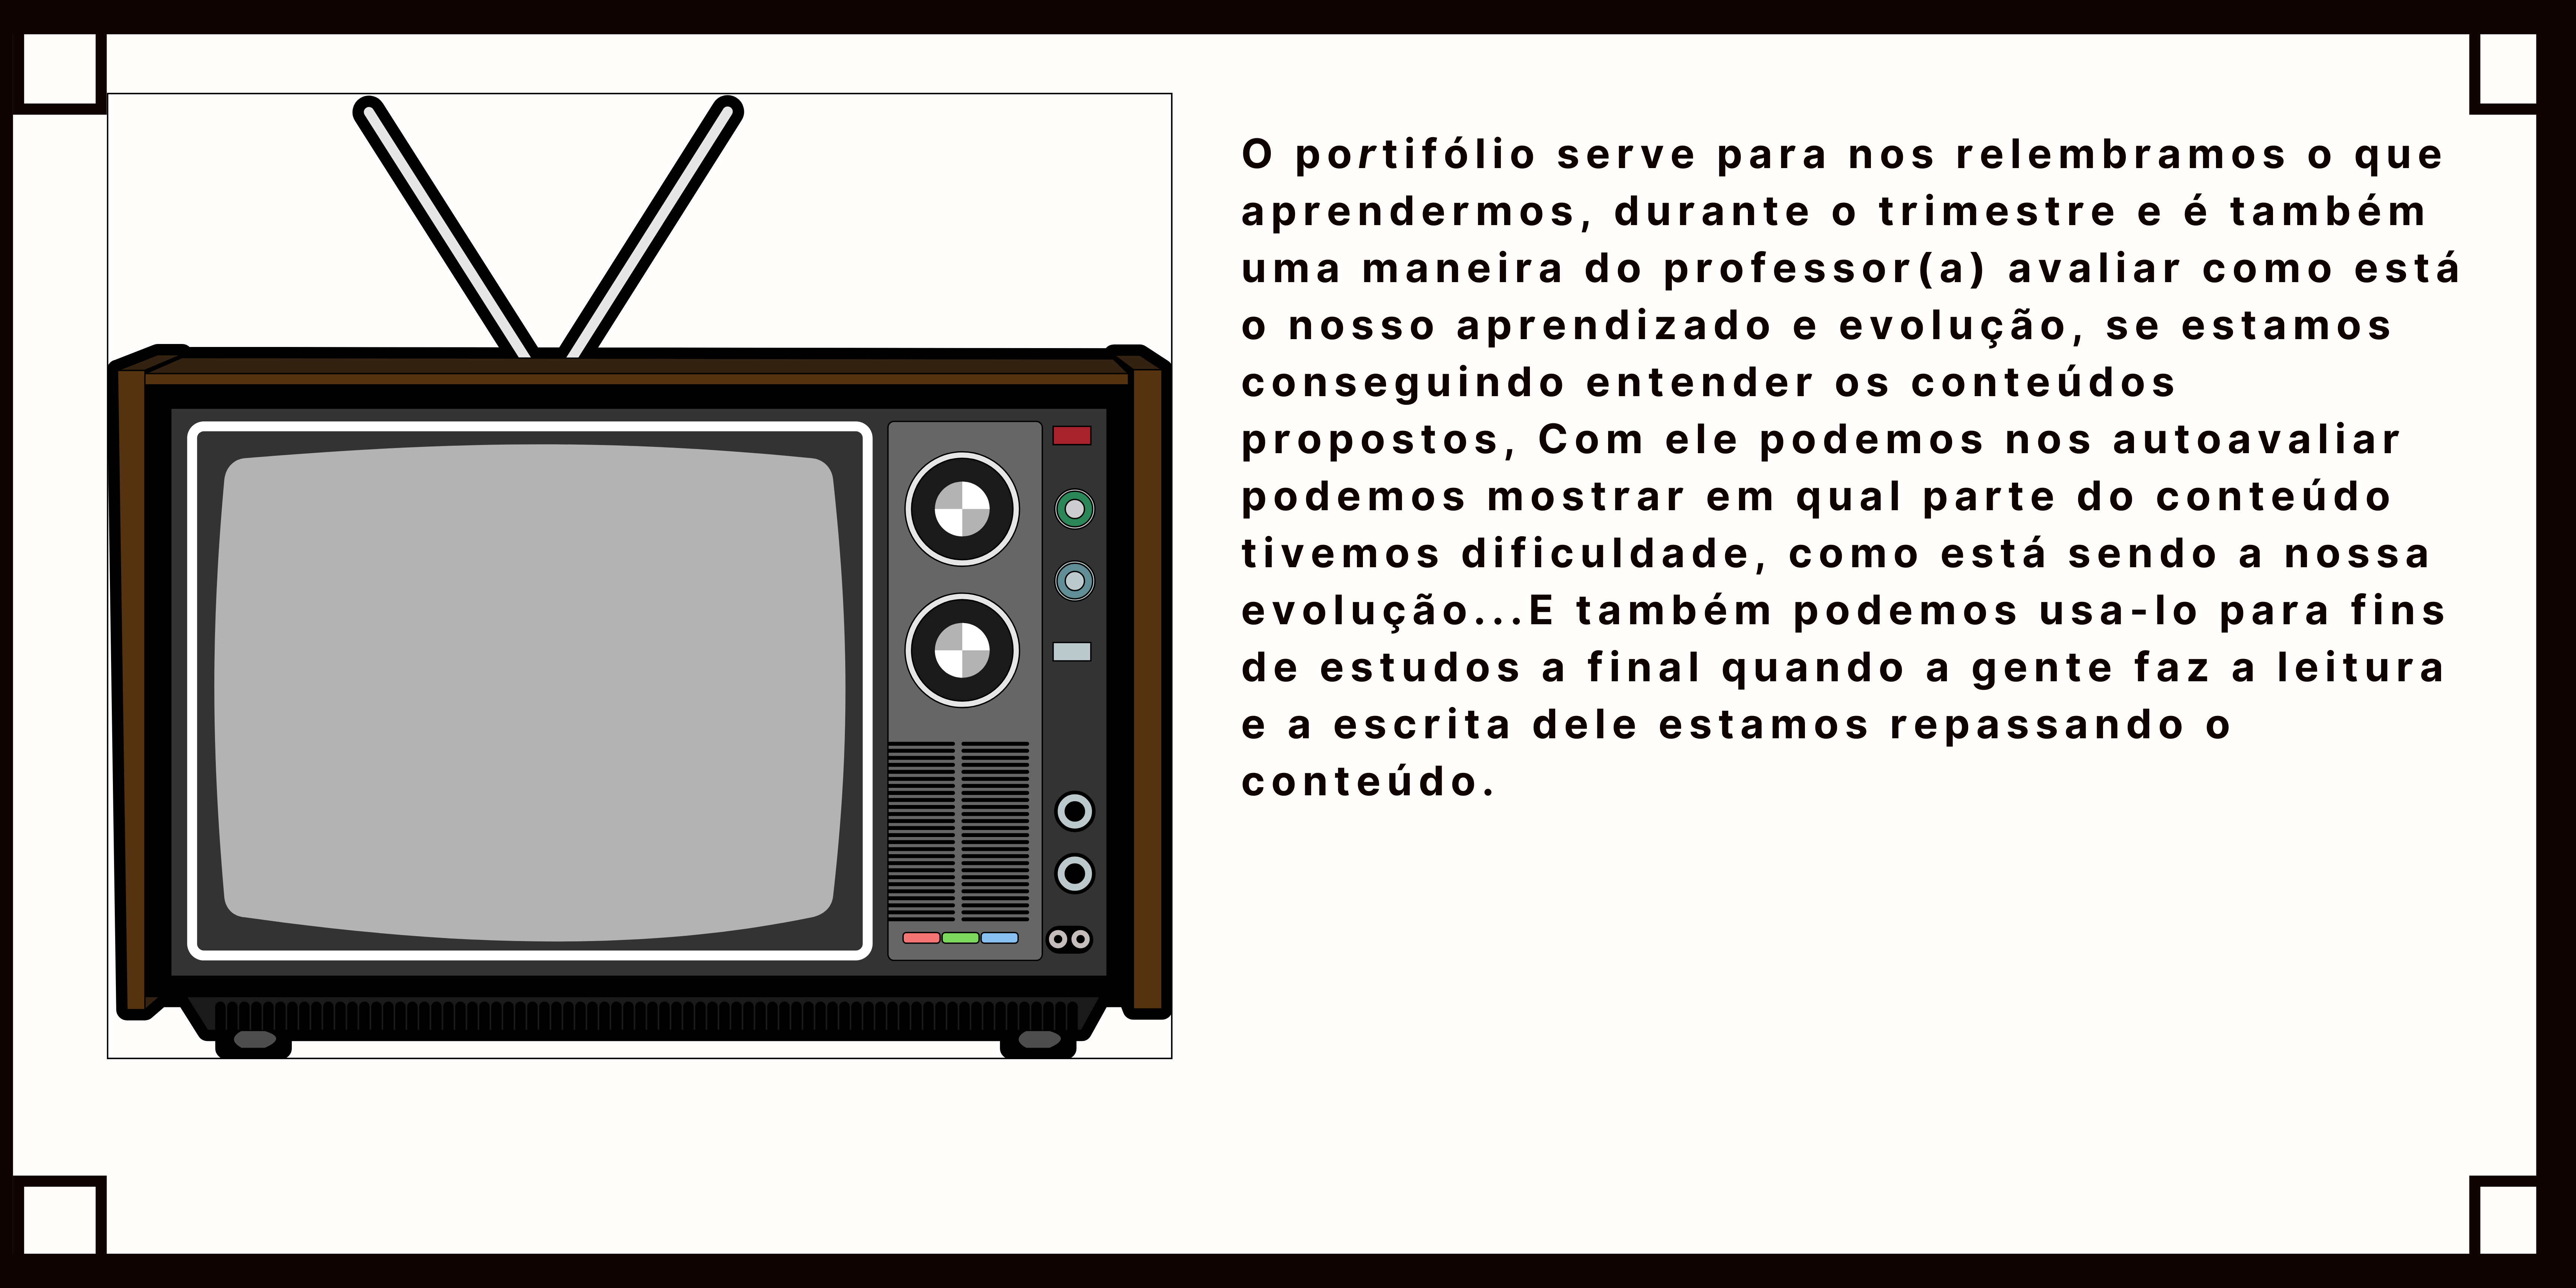 O portifólio serve para nos relembramos o que
aprendermos, durante o trimestre e é também
uma maneira do professor(a) avaliar como está
o nosso aprendizado e evolução, se estamos
conseguindo entender os conteúdos
propostos, Com ele podemos nos autoavaliar
podemos mostrar em qual parte do conteúdo
tivemos dificuldade, como está sendo a nossa
evolução...E também podemos usa-lo para fins
de estudos a final quando a gente faz a leitura
e a escrita dele estamos repassando o
conteúdo.